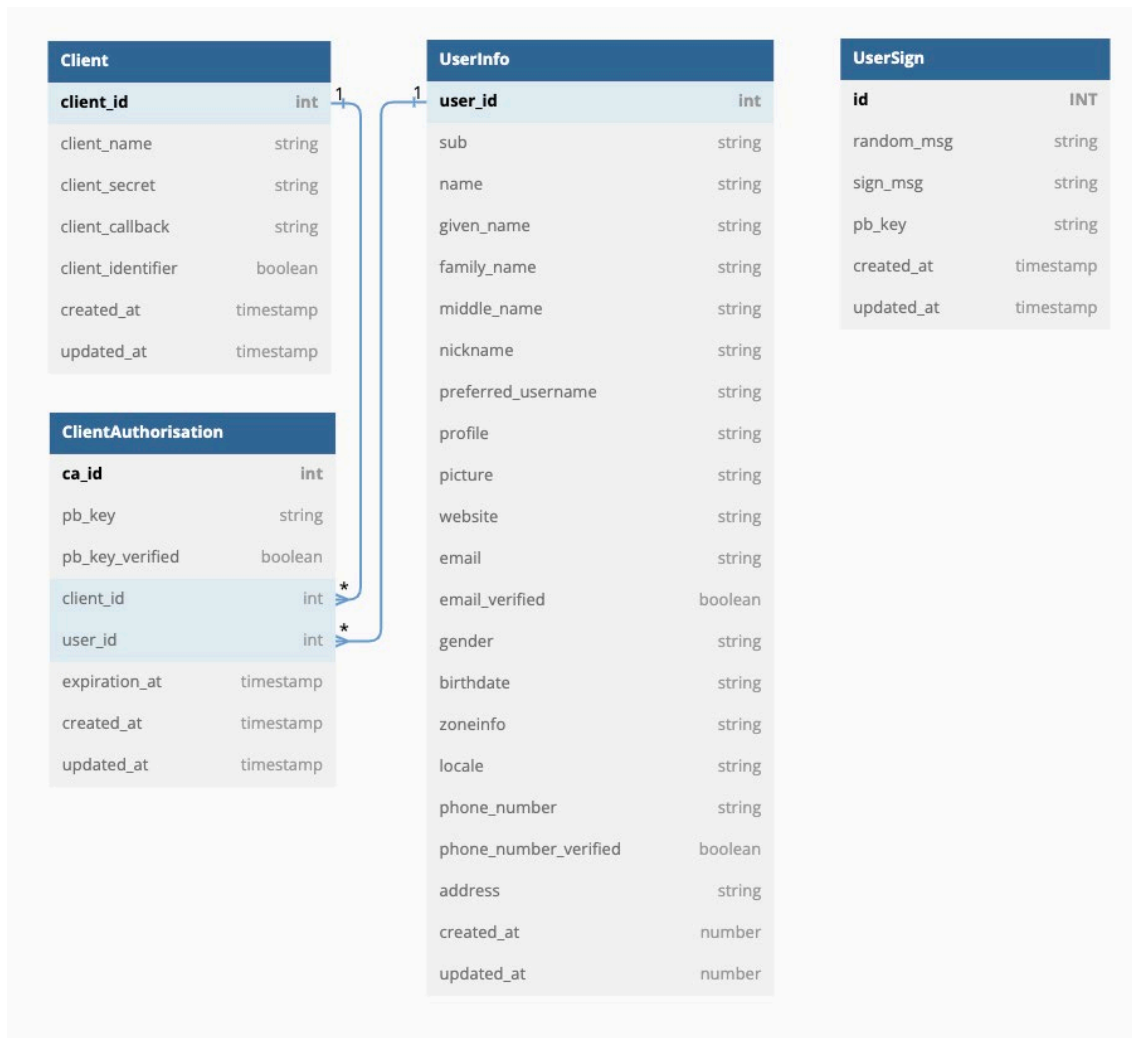 Client
client_id int 1
client_name string
client_secret string
client_callback string
client_identifier boolean
created_at timestamp
updated_at timestamp
ClientAuthorisation
ca_id int
pb_key string
pb_key_verified boolean
client_id int *
user_id int *
expiration_at timestamp
created_at timestamp
updated_at timestamp
UserInfo
1 user_id int
sub string
name string
given_name string
family_name string
middle_name string
nickname string
preferred_username string
profile string
picture string
website string
email string
email_verified boolean
gender string
birthdate string
zoneinfo string
locale string
phone_number string
phone_number_verified boolean
address string
created_at number
updated_at number
UserSign
id INT
random_msg string
sign_msg string
pb_key string
created_at timestamp
updated_at timestamp